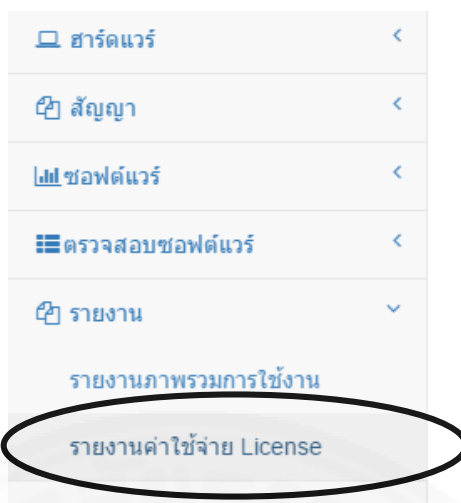 ฮาร์ดแวร์
สัญญา
ซอฟต์แวร์
ตรวจสอบซอฟต์แวร์
รายงาน
รายงานภาพรวมการใช้งาน
รายงานค่าใช้จ่าย License